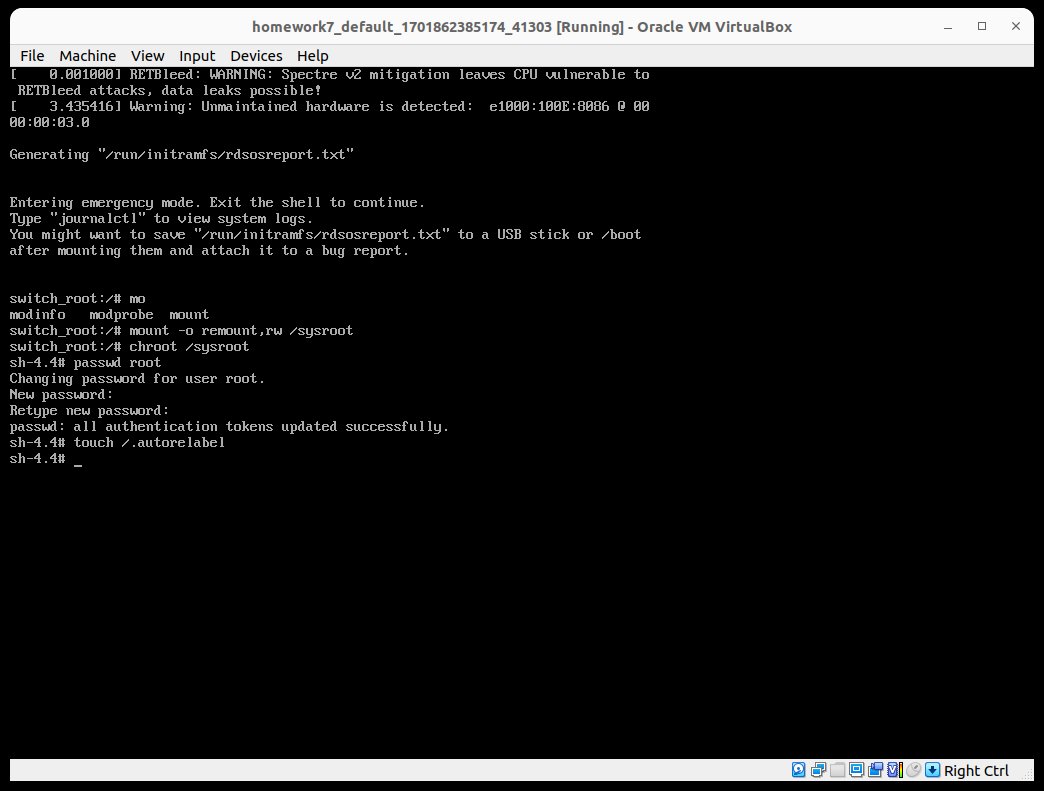 homework7_default_1701862385174_41303 [Running] - Oracle VM VirtualBox
File Machine View Input Devices Help
[    0.001000] RETBleed: WARNING: Spectre v2 mitigation leaves CPU vulnerable to
 RETBleed attacks, data leaks possible!
[    3.435416] Warning: Unmaintained hardware is detected:  e1000:100E:8086 @ 00
00:00:03.0
Generating "/run/initramfs/rdsosreport.txt"
Entering emergency mode. Exit the shell to continue.
Type "journalctl" to view system logs.
You might want to save "/run/initramfs/rdsosreport.txt" to a USB stick or /boot
after mounting them and attach it to a bug report.
switch_root:/# mo
modinfo   modprobe  mount
switch_root:/# mount -o remount,rw /sysroot
switch_root:/# chroot /sysroot
sh-4.4# passwd root
Changing password for user root.
New password:
Retype new password:
passwd: all authentication tokens updated successfully.
sh-4.4# touch /.autorelabel
sh-4.4# _
Right Ctrl